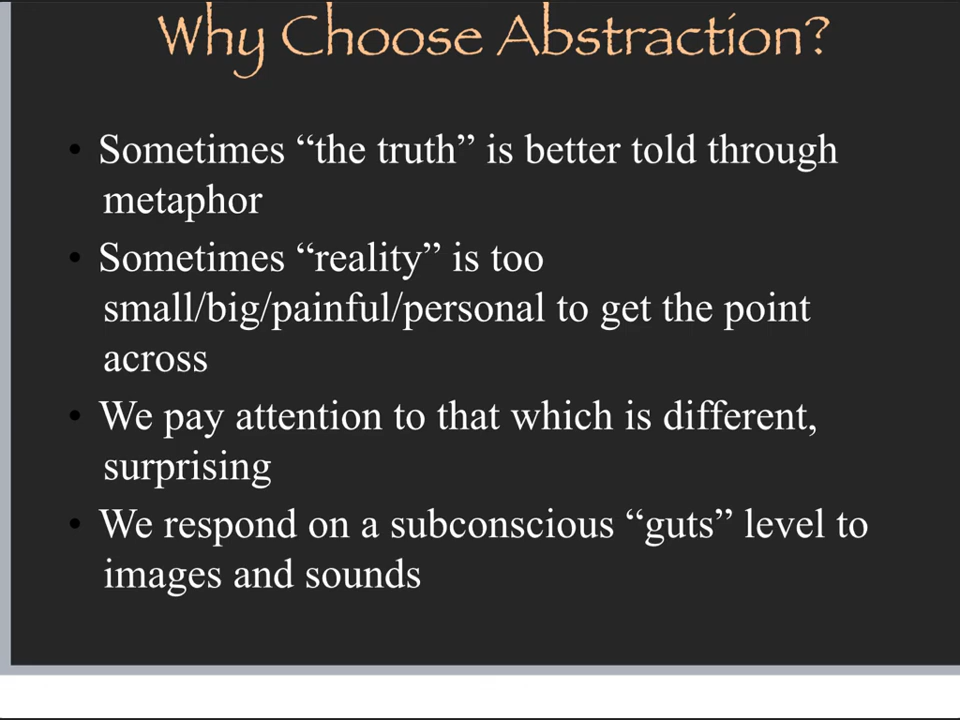 Why Choose Abstraction?
• Sometimes “the truth” is better told through
metaphor
• Sometimes “reality” is too
small/big/painful/personal to get the point
across
• We pay attention to that which is different,
surprising
• We respond on a subconscious “guts” level to
images and sounds